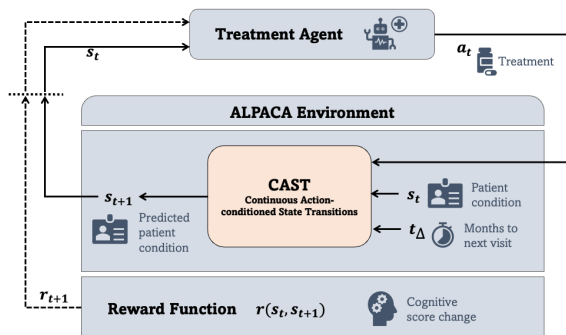 Treatment Agent
s_t
a_t
Treatment
ALPACA Environment
CAST
Continuous Action-
conditioned State Transitions
s_{t+1}
Predicted
patient
condition
s_t
Patient
condition
t_Δ
Months to
next visit
r_{t+1}
Reward Function r(s_t, s_{t+1})
Cognitive
score change